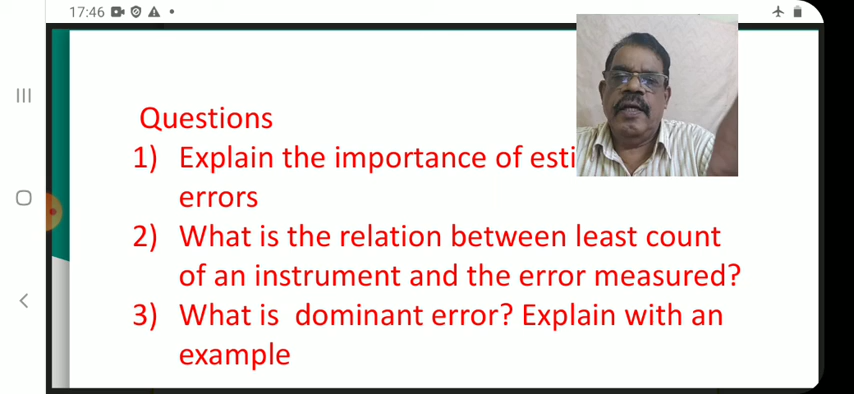 17:46
Questions
1) Explain the importance of esti
errors
2) What is the relation between least count
of an instrument and the error measured?
3) What is dominant error? Explain with an
example